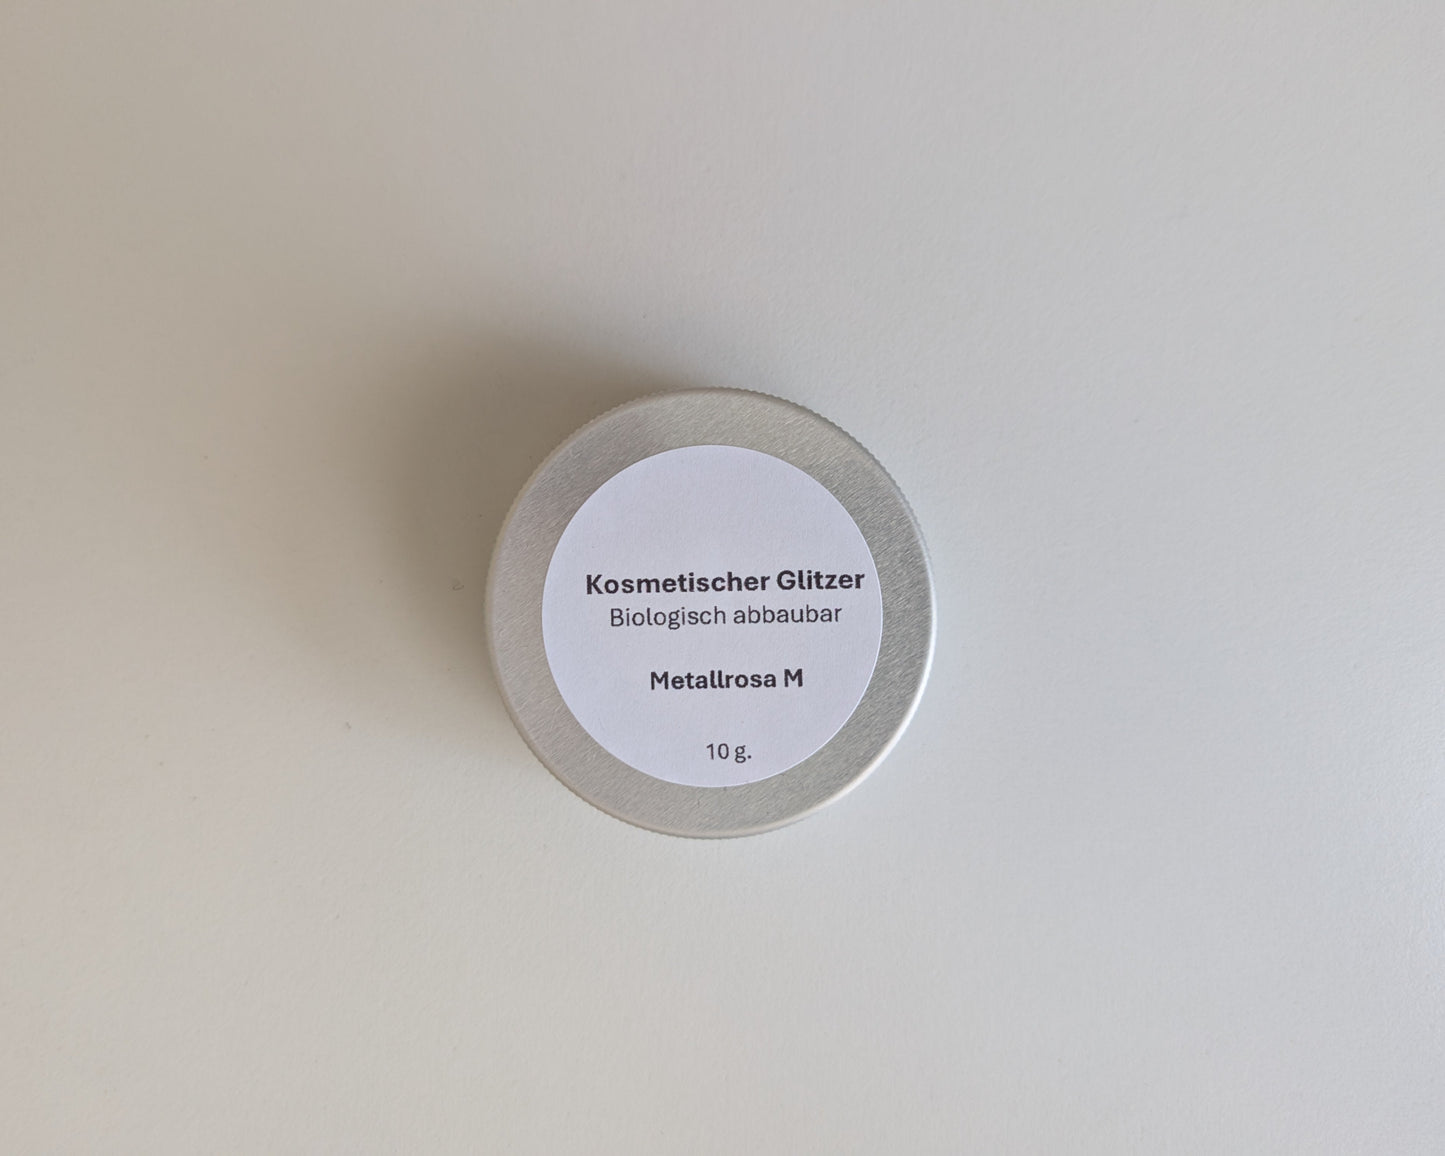 Kosmetischer Glitzer
Biologisch abbaubar
Metallrosa M
10 g.